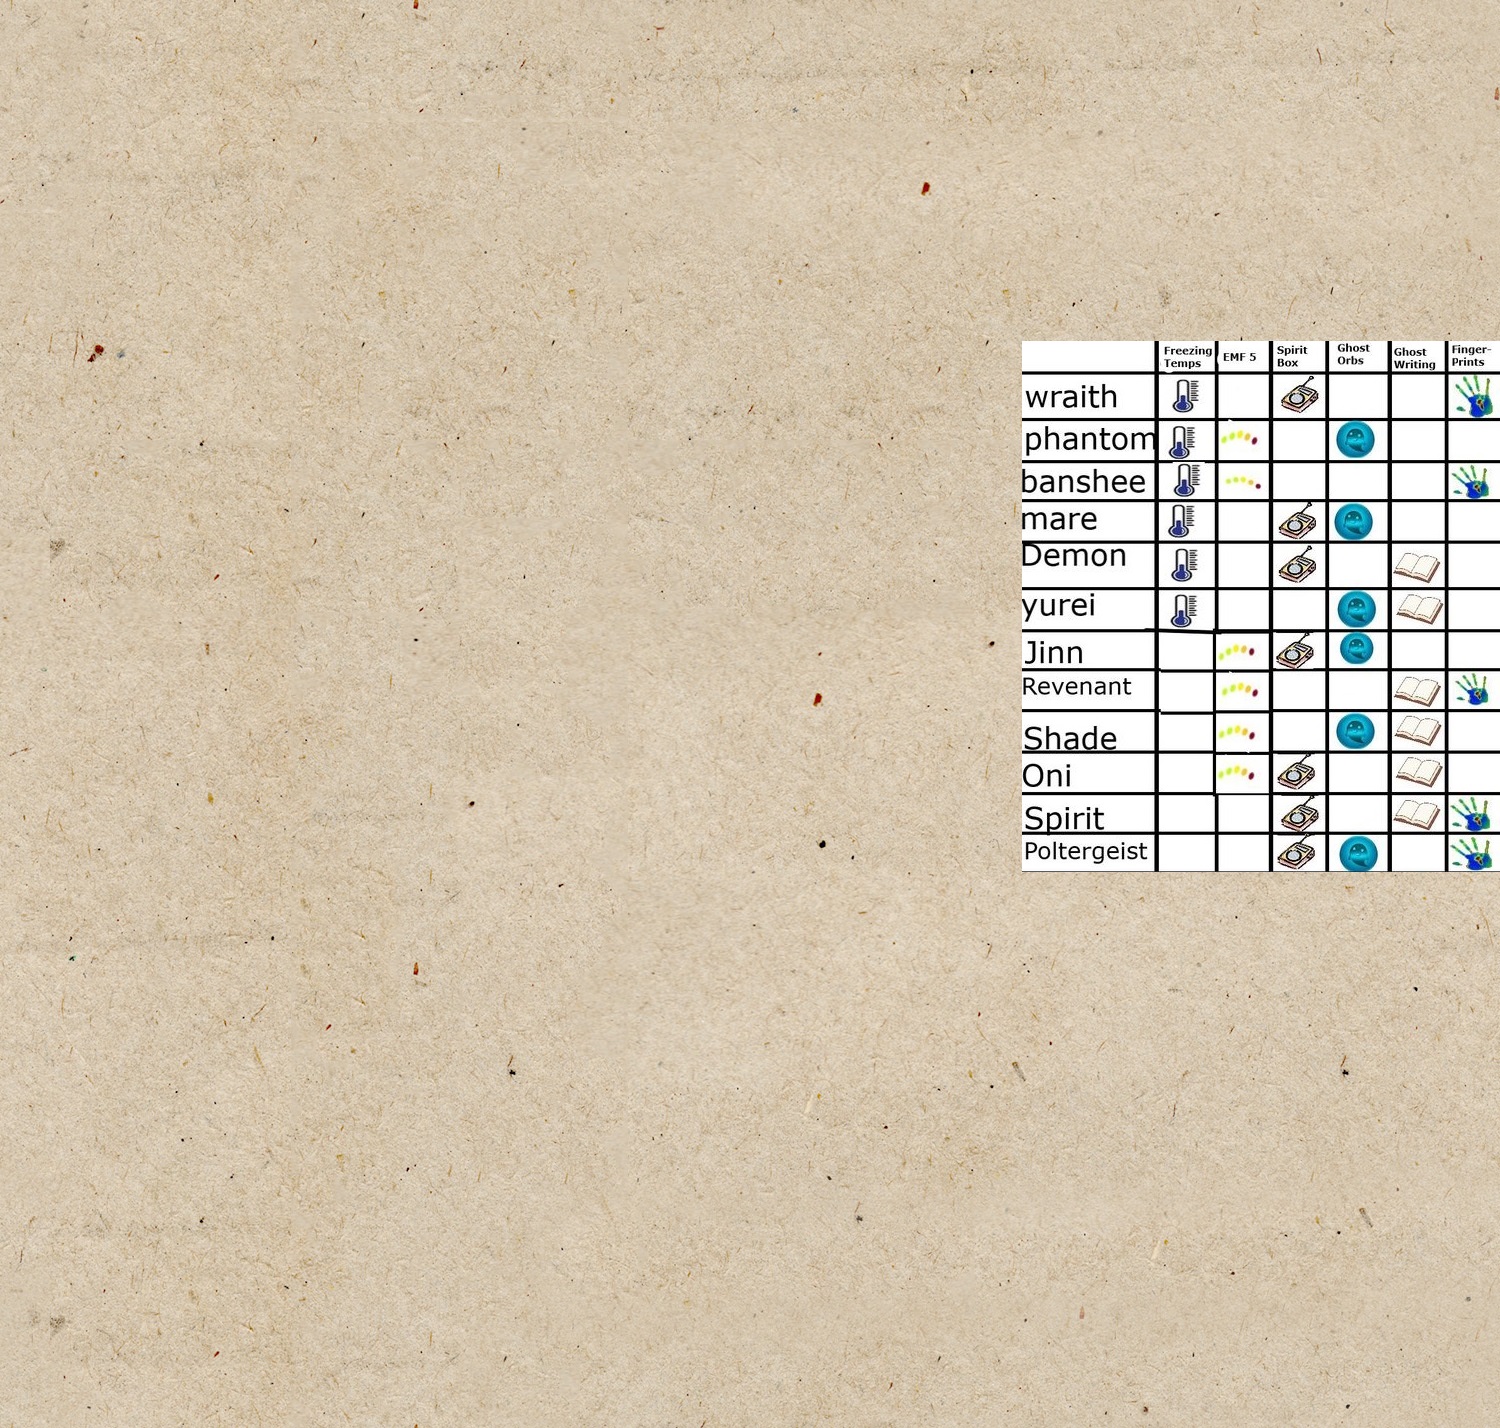 Freezing Temps EMF 5 Spirit Box Ghost Orbs Ghost Writing Finger-Prints
wraith
phantom
banshee
mare
Demon
yurei
Jinn
Revenant
Shade
Oni
Spirit
Poltergeist